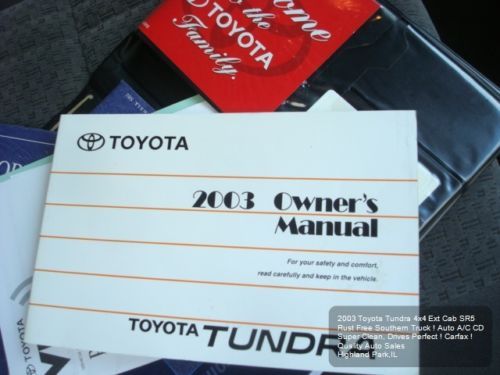 ome
to the
TOYOTA
Family.
TOYOTA
2003 Owner's
Manual
For your safety and comfort,
read carefully and keep in the vehicle.
TOYOTA TUNDR
2003 Toyota Tundra 4x4 Ext Cab SR5
Rust Free Southern Truck ! Auto A/C CD
Super Clean, Drives Perfect ! Carfax !
Quality Auto Sales
Highland Park,IL